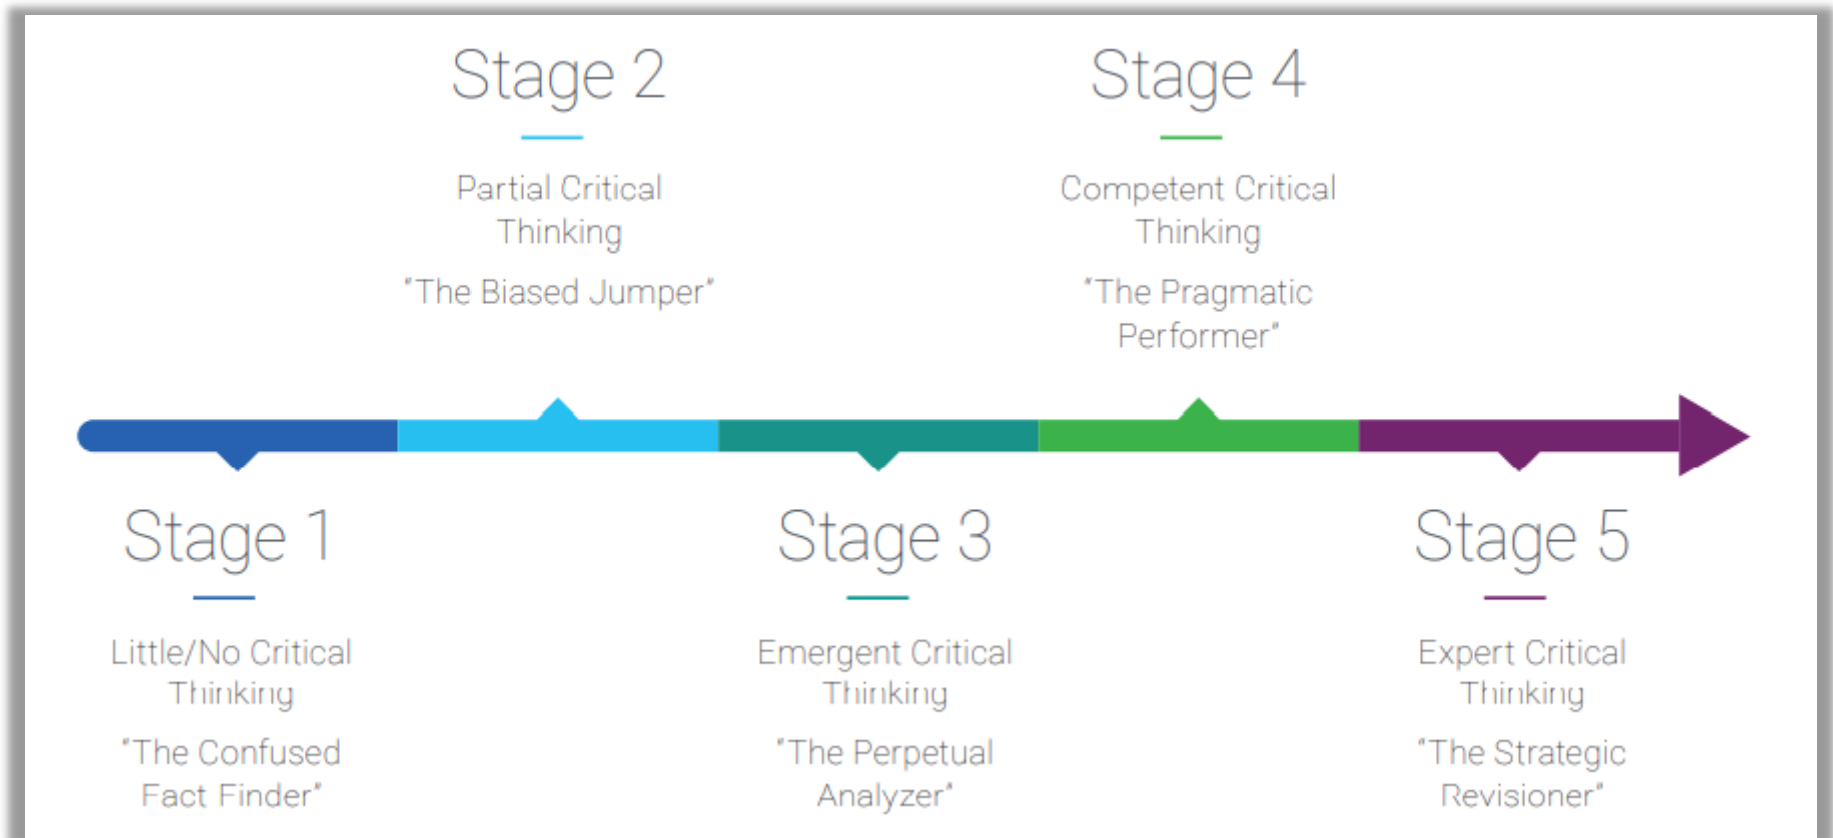 Stage 1
Little/No Critical
Thinking
"The Confused
Fact Finder"
Stage 2
Partial Critical
Thinking
"The Biased Jumper"
Stage 3
Emergent Critical
Thinking
"The Perpetual
Analyzer"
Stage 4
Competent Critical
Thinking
"The Pragmatic
Performer"
Stage 5
Expert Critical
Thinking
"The Strategic
Revisioner"